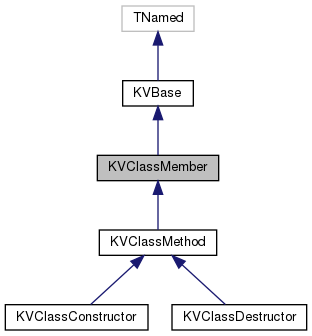 TNamed
KVBase
KVClassMember
KVClassMethod
KVClassConstructor
KVClassDestructor